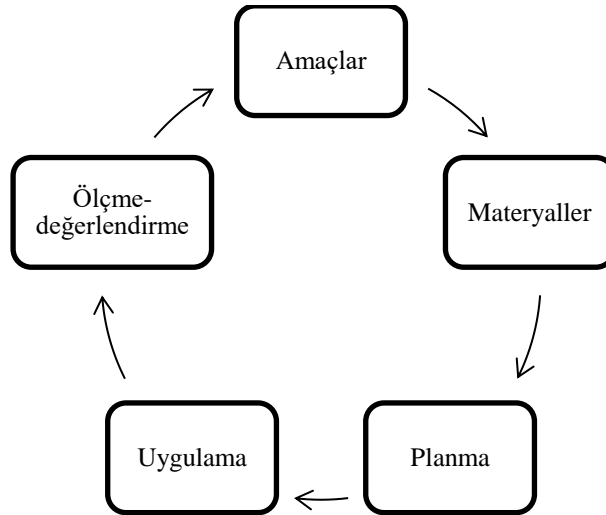 Amaçlar
Materyaller
Planma
Uygulama
Ölçme-
değerlendirme